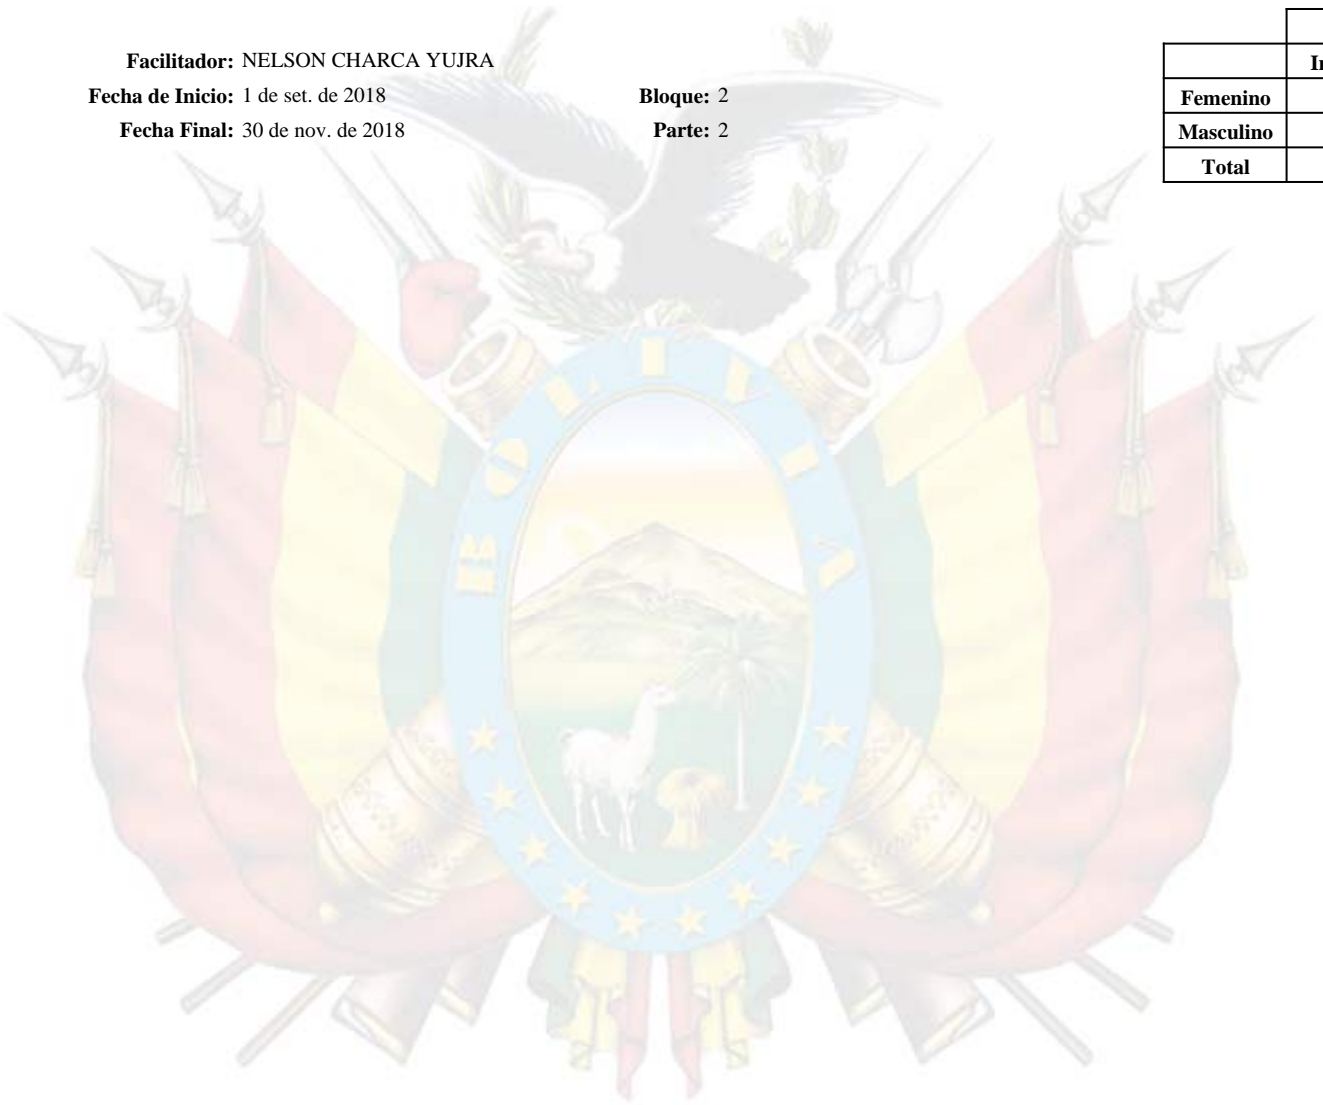 Facilitador: NELSON CHARCA YUJRA
Fecha de Inicio: 1 de set. de 2018 Bloque: 2
Fecha Final: 30 de nov. de 2018 Parte: 2
Femenino
Masculino
Total
BOLIVIA